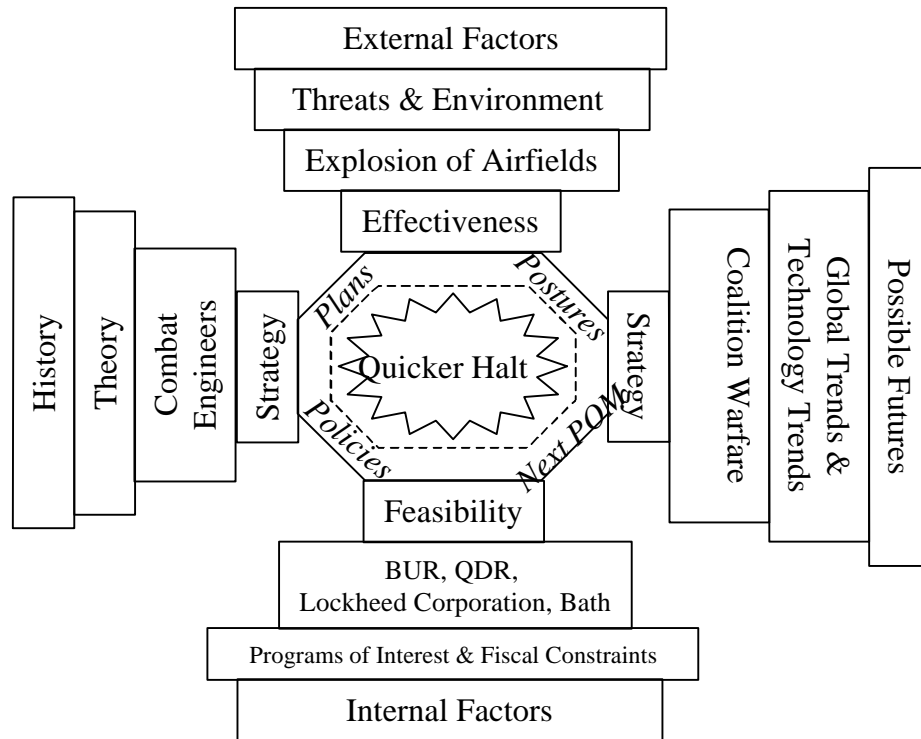 External Factors
Threats & Environment
Explosion of Airfields
Effectiveness
History
Theory
Combat
Engineers
Strategy
Plans
Postures
Quicker Halt
Policies
Next POM
Strategy
Coalition Warfare
Global Trends &
Technology Trends
Possible Futures
Feasibility
BUR, QDR,
Lockheed Corporation, Bath
Programs of Interest & Fiscal Constraints
Internal Factors